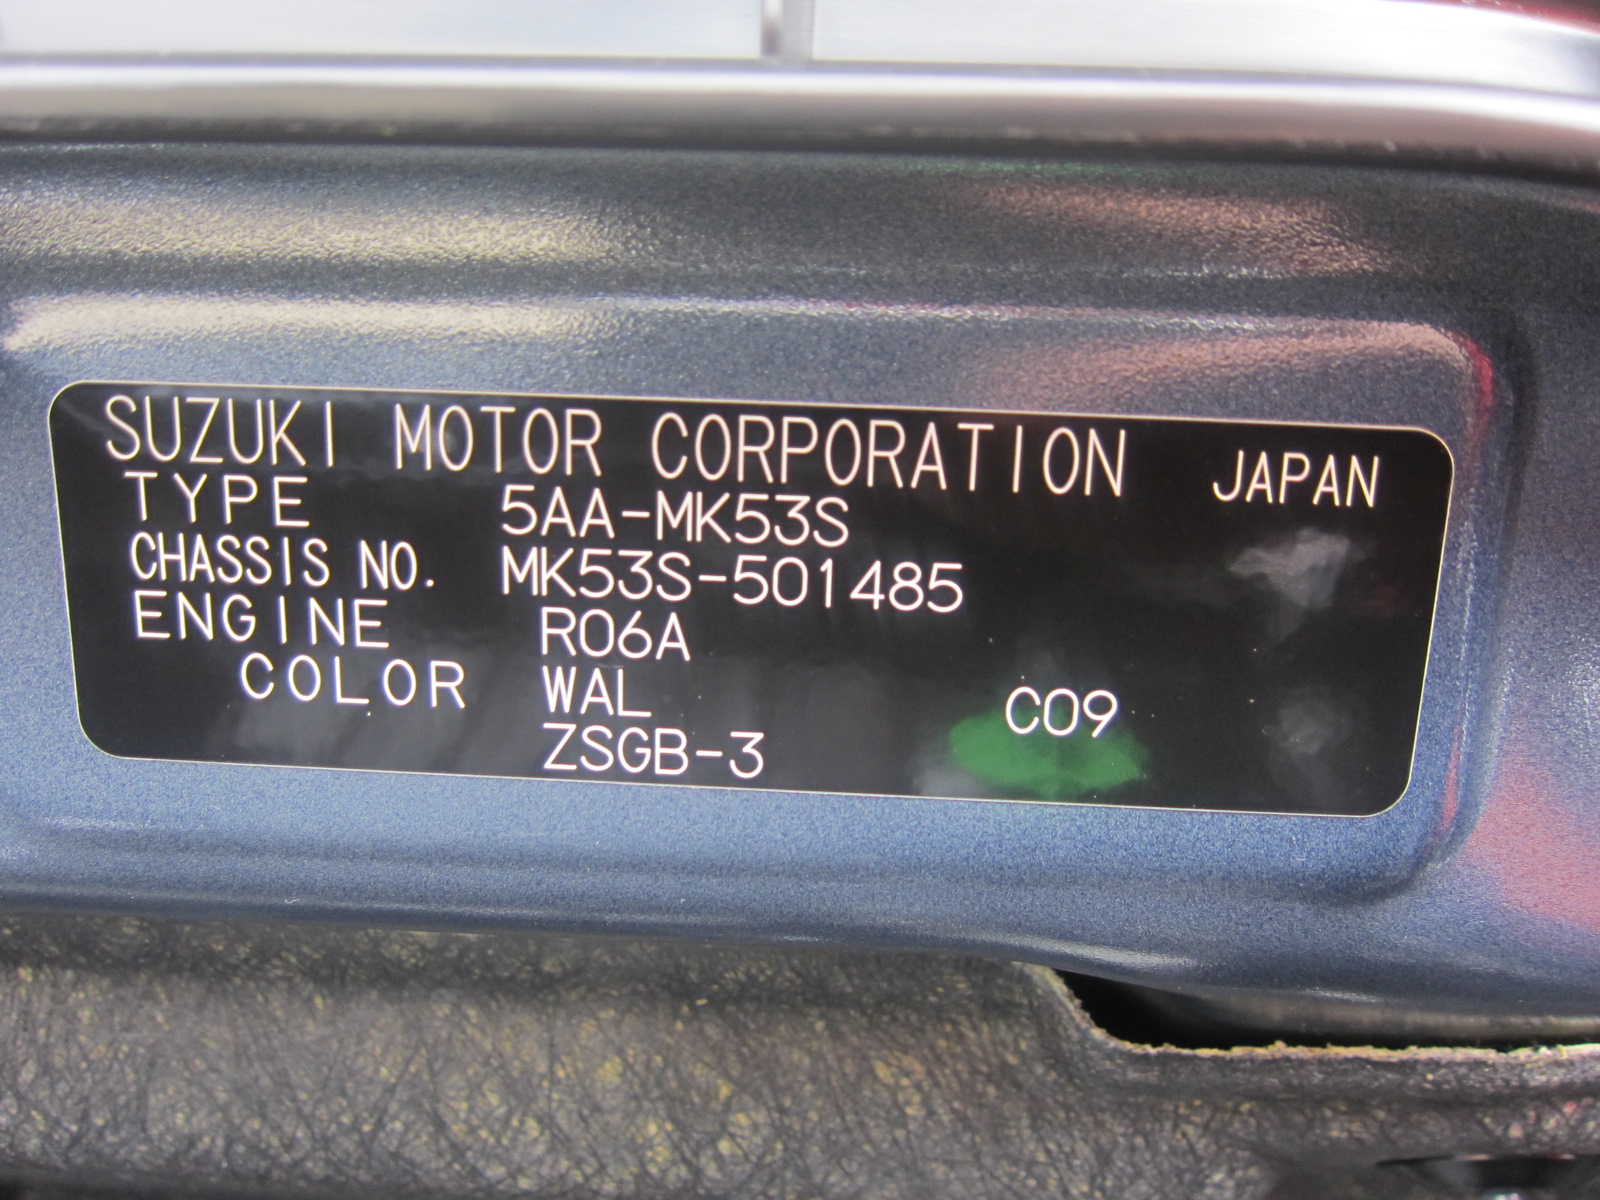 SUZUKI MOTOR CORPORATION JAPAN
TYPE 5AA-MK53S
CHASSIS NO. MK53S-501485
ENGINE R06A
COLOR WAL C09
ZSGB-3